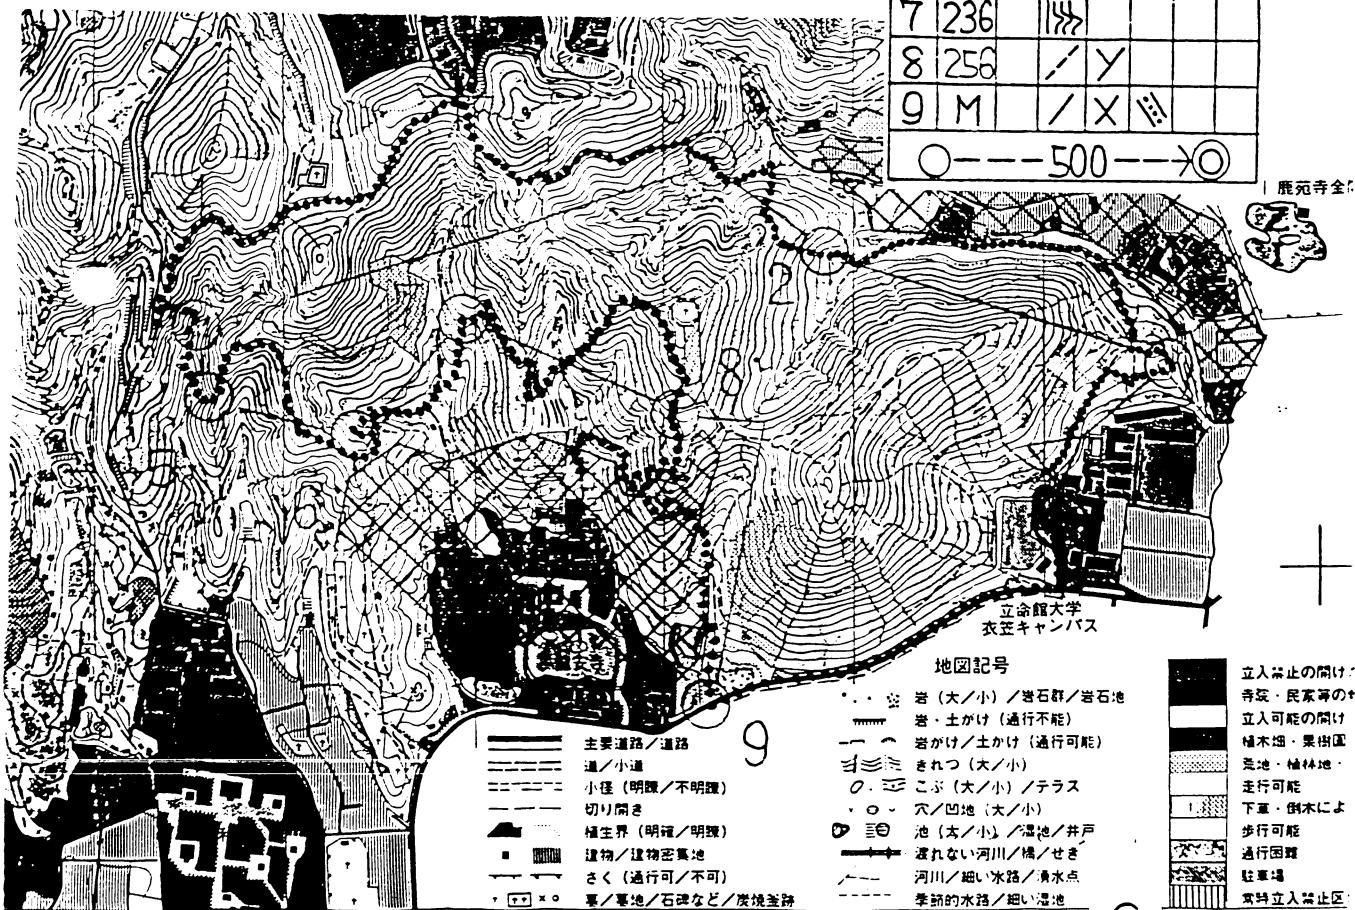 7 236
8 256
9 M
500
鹿苑寺金
2
8
9
龍安寺
立命館大学
衣笠キャンパス
地図記号
主要道路／道路
道／小道
小径（明瞭／不明瞭）
切り開き
植生界（明確／明瞭）
建物／建物密集地
さく（通行可／不可）
墓／墓地／石碑など／炭焼釜跡
岩（大／小）／岩石群／岩石地
岩・土がけ（通行不能）
岩がけ／土かけ（通行可能）
きれつ（大／小）
こぶ（大／小）／テラス
穴／凹地（大／小）
池（太／小）／湿地／井戸
渡れない河川／橋／せき
河川／細い水路／湧水点
季節的水路／細い湿地
立入禁止の開け
寺院・民家等の
立入可能の開け
植木畑・果樹園
荒地・植林地・
走行可能
下草・倒木によ
歩行可能
通行困難
駐車場
常時立入禁止区